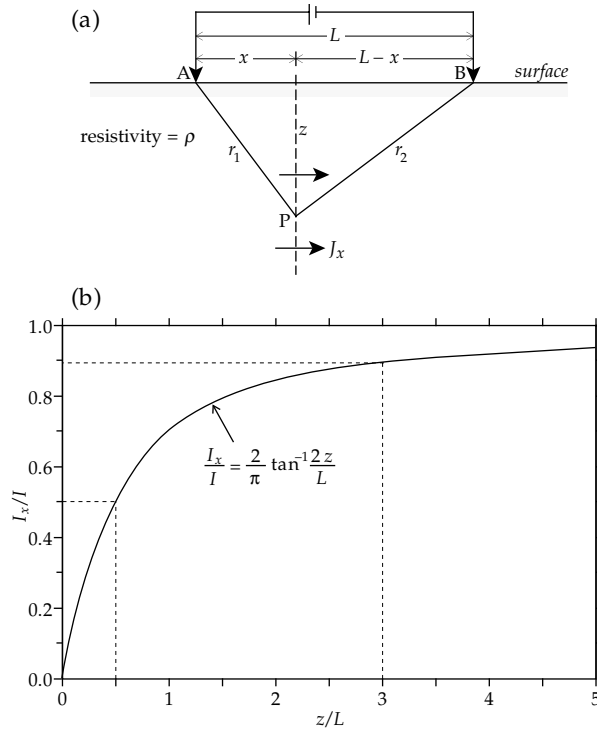 (a)
L
x
L – x
A
B
surface
z
resistivity = ρ
r1
r2
P
Jx
(b)
1.0
0.8
0.6
0.4
0.2
0.0
Ix/I
Ix/I = 2/π tan-1 2z/L
0 1 2 3 4 5
z/L